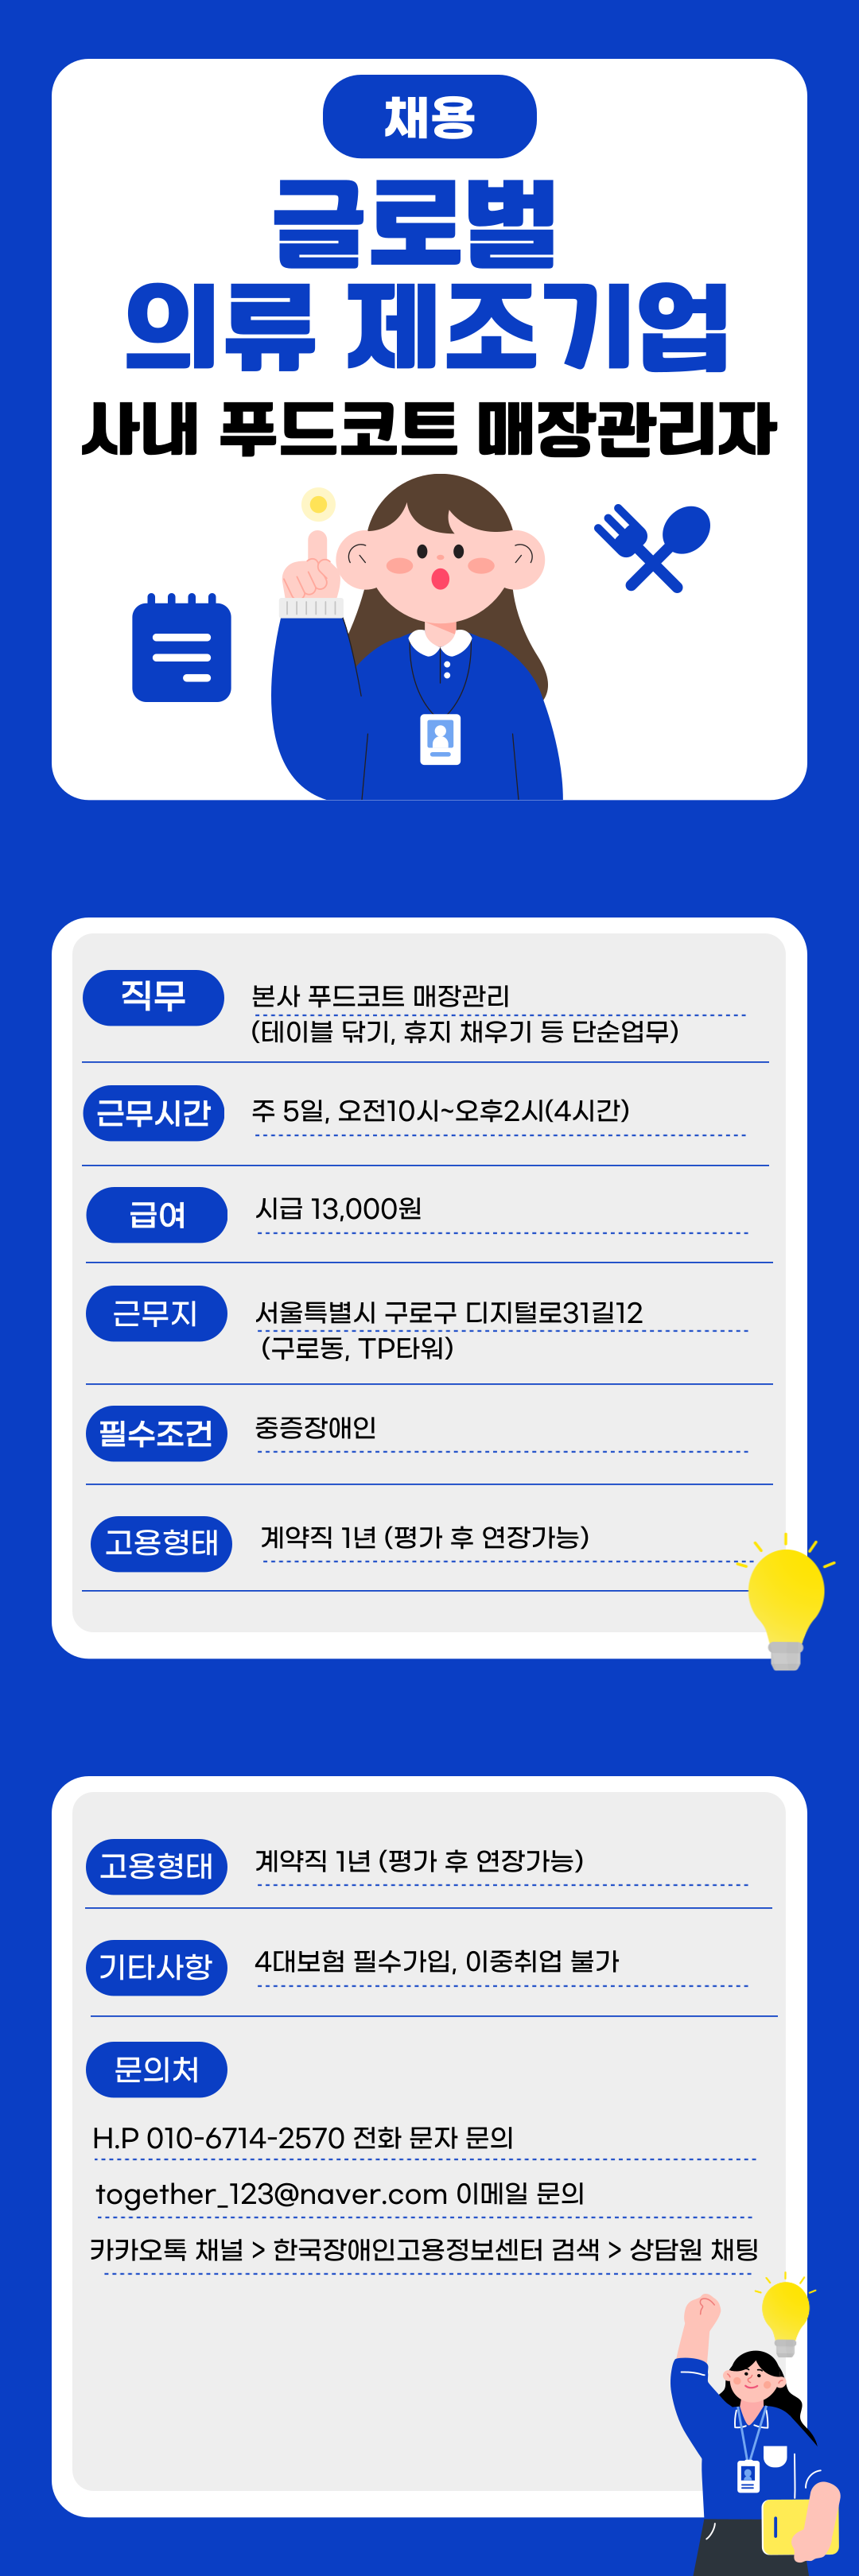 채용
글로벌
의류 제조기업
사내 푸드코트 매장관리자
직무
본사 푸드코트 매장관리
(테이블 닦기, 휴지 채우기 등 단순업무)
근무시간
주 5일, 오전10시~오후2시(4시간)
급여
시급 13,000원
근무지
서울특별시 구로구 디지털로31길12
(구로동, TP타워)
필수조건
중증장애인
고용형태
계약직 1년 (평가 후 연장가능)
고용형태
계약직 1년 (평가 후 연장가능)
기타사항
4대보험 필수가입, 이중취업 불가
문의처
H.P 010-6714-2570 전화 문자 문의
together_123@naver.com 이메일 문의
카카오톡 채널 > 한국장애인고용정보센터 검색 > 상담원 채팅